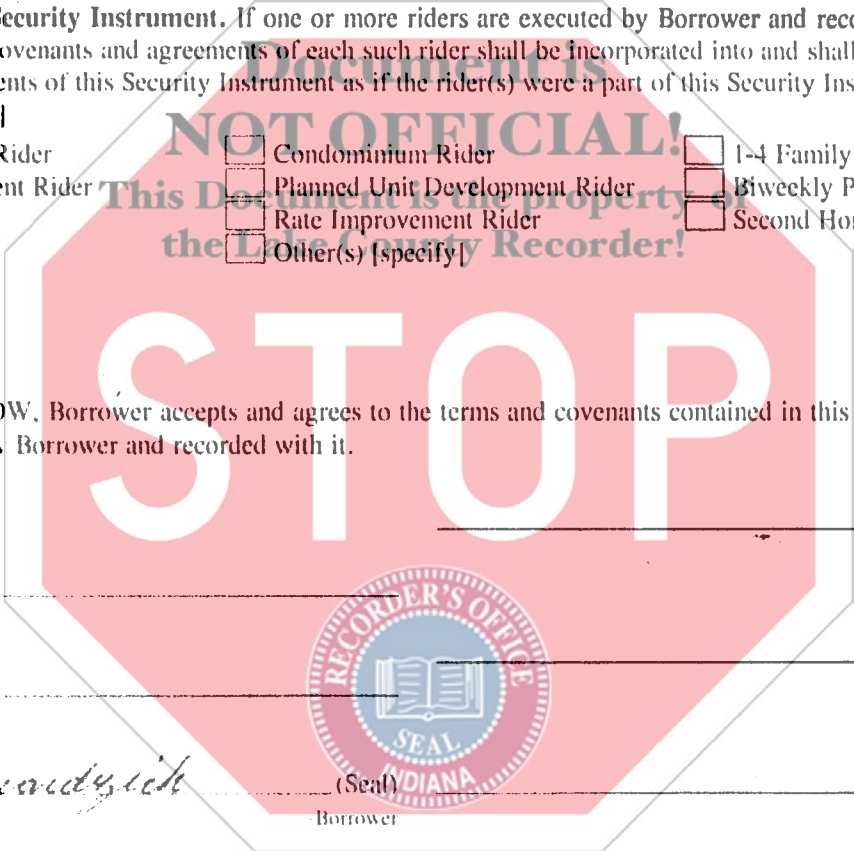 Security Instrument. If one or more riders are executed by Borrower and reco
ovenants and agreements of each such rider shall be incorporated into and shall
ents of this Security Instrument as if the rider(s) were a part of this Security Ins
]
Rider Condominium Rider 1-4 Family
ent Rider Planned Unit Development Rider Biweekly P
Rate Improvement Rider Second Ho
Other(s) [specify]
Document is
NOT OFFICIAL!
This Document is the property of
the Lake County Recorder!
STOP
OW, Borrower accepts and agrees to the terms and covenants contained in this
Borrower and recorded with it.
RECORDER'S OFFICE
SEAL
INDIANA
(Seal)
-Borrower